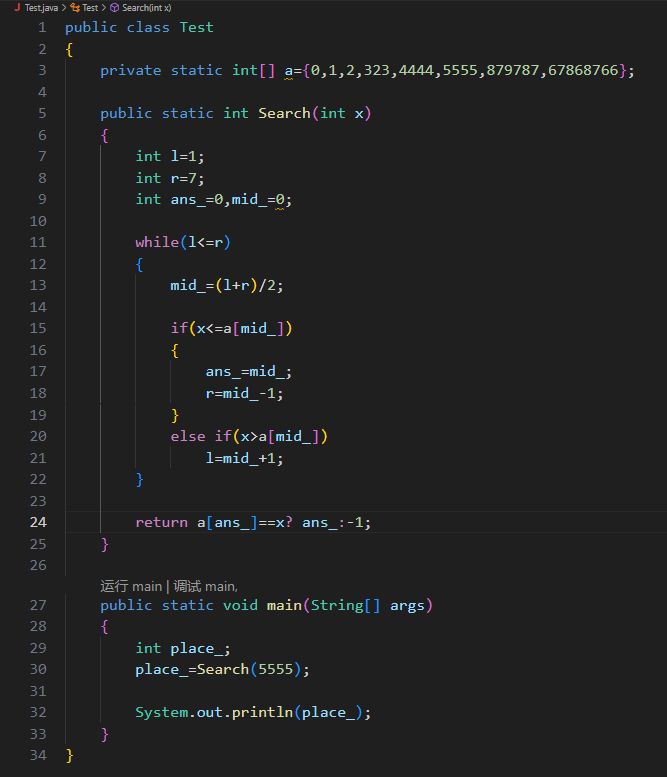 Test.java > Test > Search(int x)
1 public class Test
2 {
3 private static int[] a={0,1,2,323,4444,5555,879787,67868766};
4
5 public static int Search(int x)
6 {
7 int l=1;
8 int r=7;
9 int ans_=0,mid_=0;
10
11 while(l<=r)
12 {
13 mid_=(l+r)/2;
14
15 if(x<=a[mid_])
16 {
17 ans_=mid_;
18 r=mid_-1;
19 }
20 else if(x>a[mid_])
21 l=mid_+1;
22 }
23
24 return a[ans_]==x? ans_:-1;
25 }
26
运行 main | 调试 main,
27 public static void main(String[] args)
28 {
29 int place_;
30 place_=Search(5555);
31
32 System.out.println(place_);
33 }
34 }